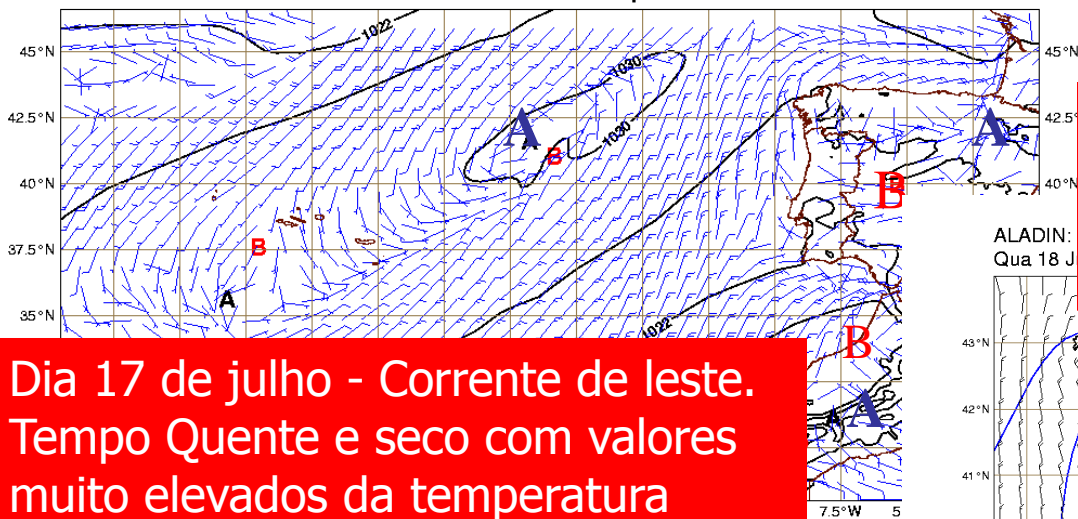 1022
45°N
45°N
1030
42.5°N
A
1030
A
42.5°
B
40°N
B
B
40°N
37.5°N
B
ALADIN:
Qua 18 J
A
35°N
1022
B
43°N
Dia 17 de julho - Corrente de leste.
A
A
42°N
Tempo Quente e seco com valores
41°N
muito elevados da temperatura
7.5°W
5